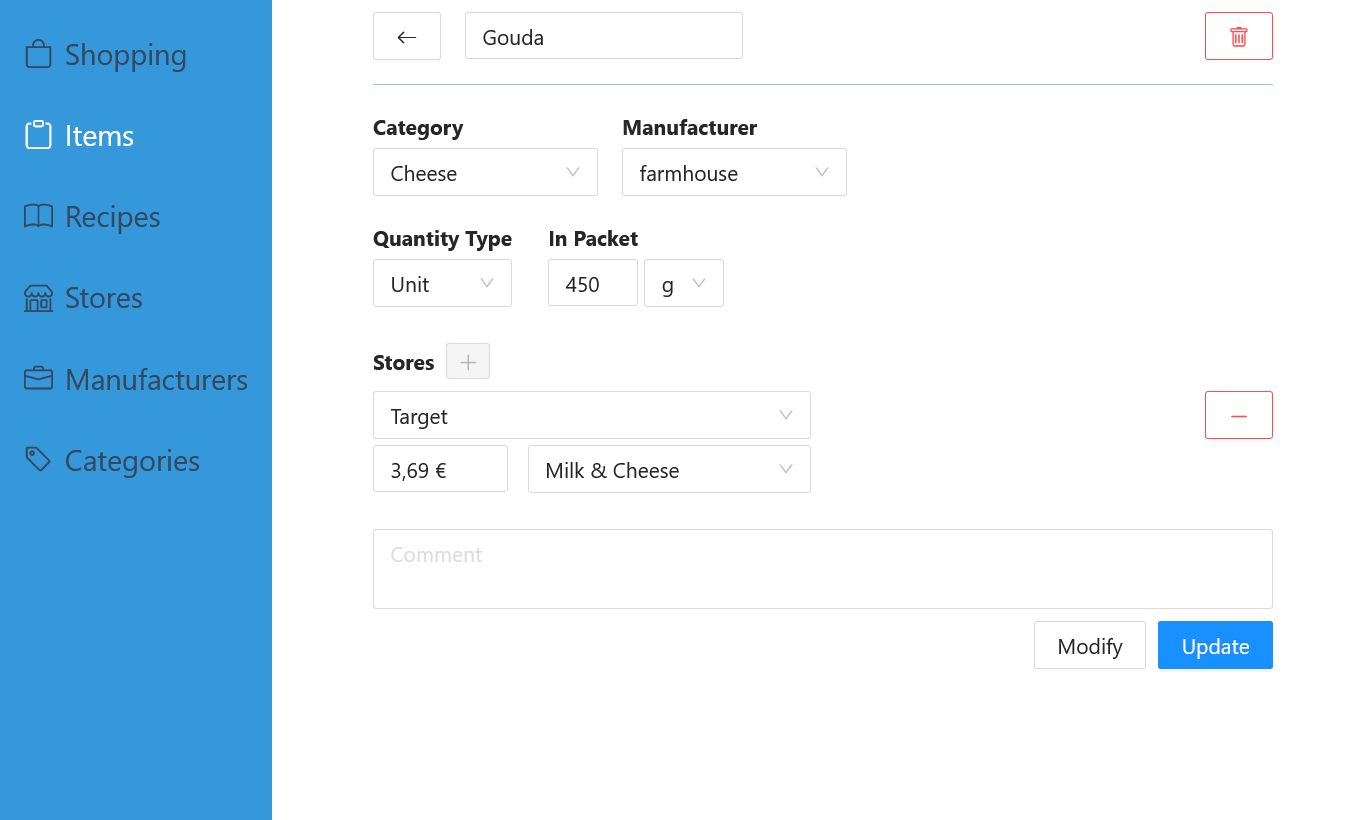 Shopping
Items
Recipes
Stores
Manufacturers
Categories
Gouda
Category Manufacturer
Cheese farmhouse
Quantity Type In Packet
Unit 450 g
Stores
Target
3,69 € Milk & Cheese
Comment
Modify Update